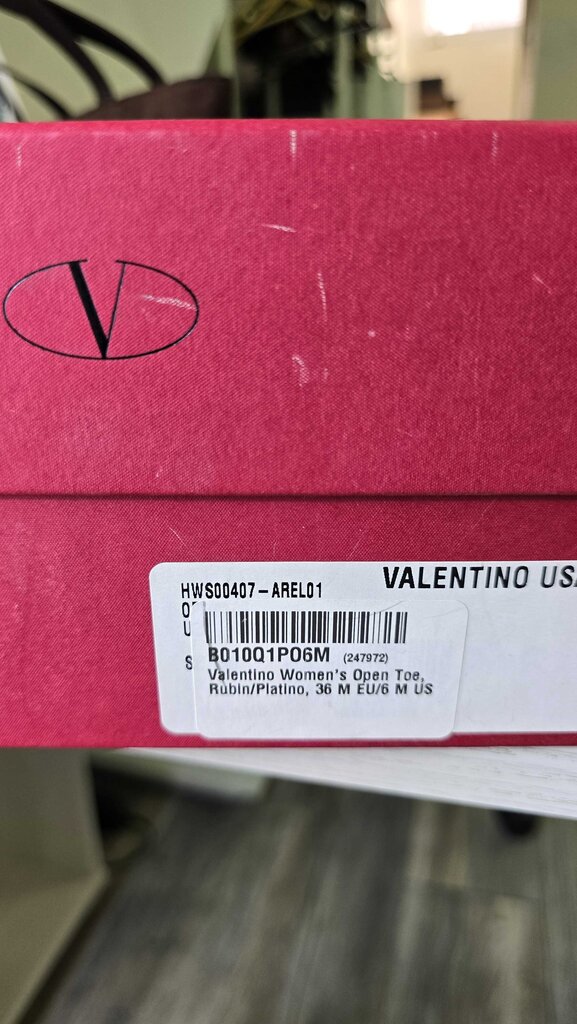 V
HWS00407-AREL01
VALENTINO USA
B010Q1PO6M (247972)
Valentino Women's Open Toe,
Rubin/Platino, 36 M EU/6 M US